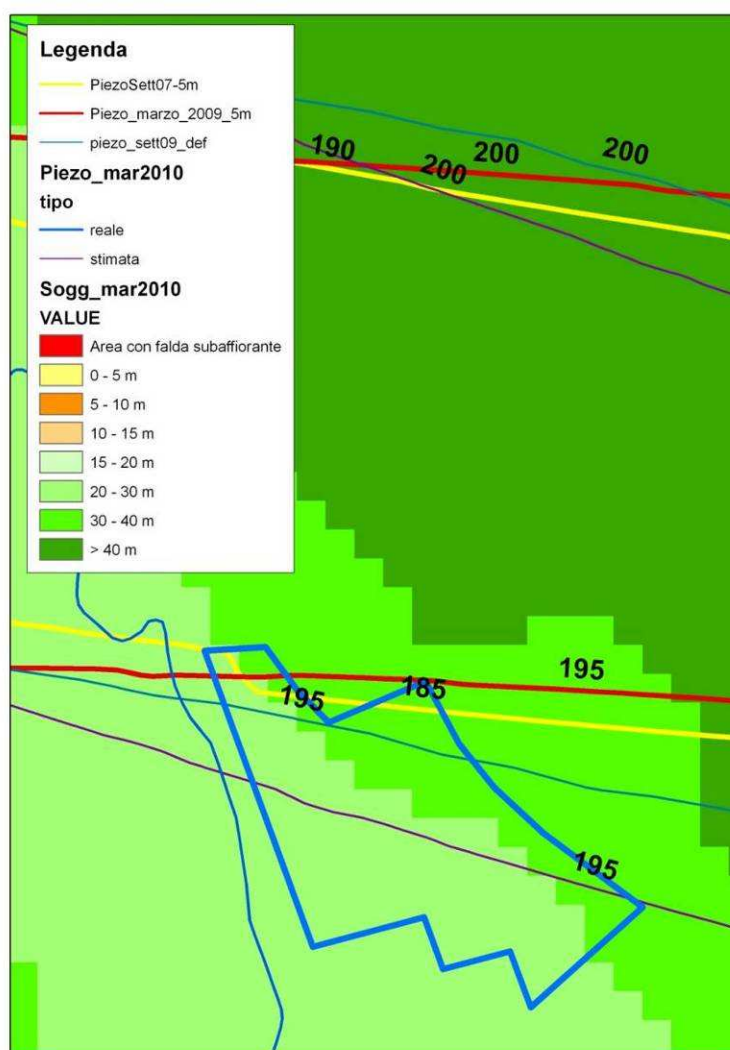 Legenda
PiezoSett07-5m
Piezo_marzo_2009_5m
piezo_sett09_def
Piezo_mar2010
tipo
reale
stimata
Sogg_mar2010
VALUE
Area con falda subaffiorante
0 - 5 m
5 - 10 m
10 - 15 m
15 - 20 m
20 - 30 m
30 - 40 m
> 40 m
190
200
200
200
195
185
195
195